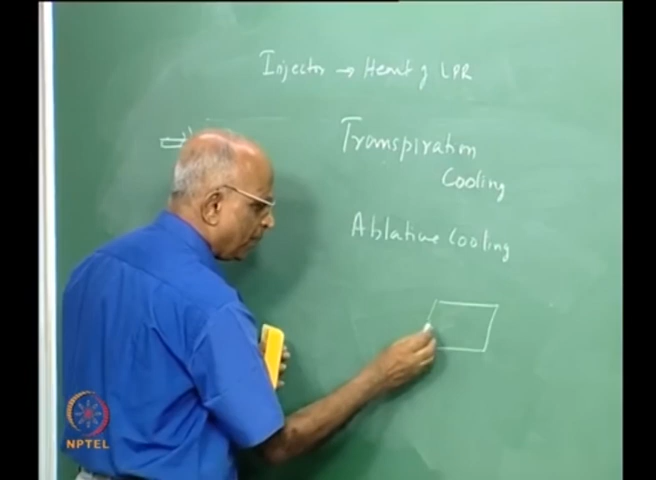 Injector → Heart of LPR
Transpiration
Cooling
Ablative Cooling
NPTEL